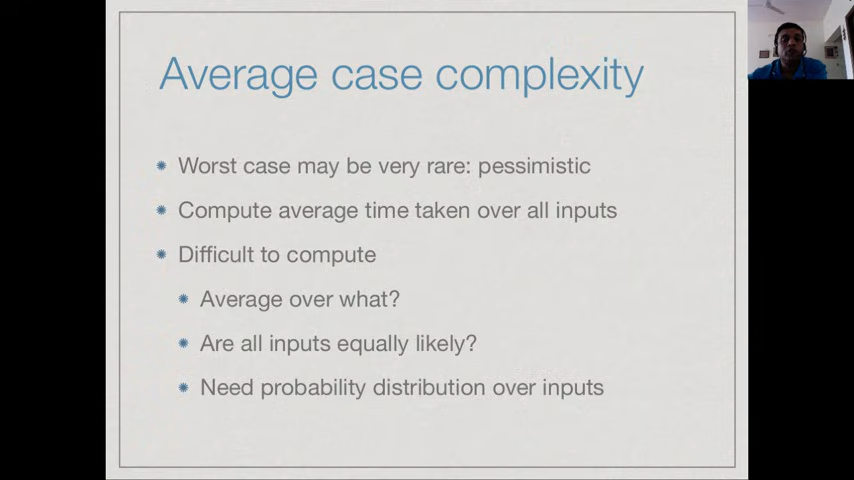 Average case complexity
Worst case may be very rare: pessimistic
Compute average time taken over all inputs
Difficult to compute
Average over what?
Are all inputs equally likely?
Need probability distribution over inputs